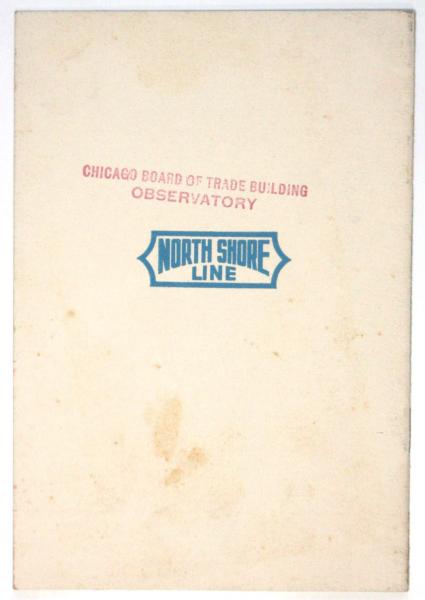 CHICAGO BOARD OF TRADE BUILDING
OBSERVATORY
NORTH SHORE
LINE